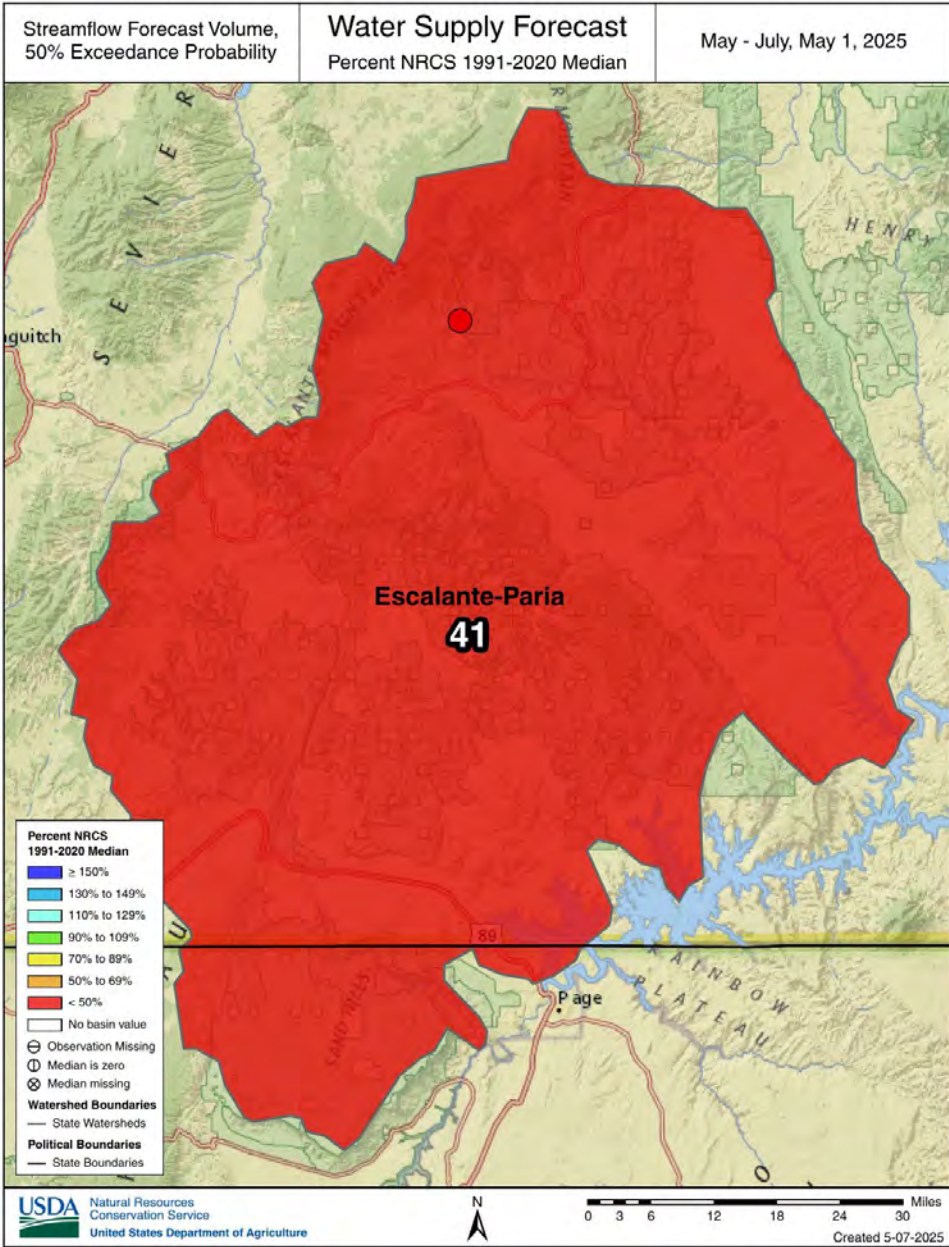 Streamflow Forecast Volume,
50% Exceedance Probability
Water Supply Forecast
Percent NRCS 1991-2020 Median
May - July, May 1, 2025
SEVIER
HENRY
nguitch
Escalante-Paria
41
89
Page
RAINBOW
PLATEAU
SAND HILLS
Percent NRCS
1991-2020 Median
≥ 150%
130% to 149%
110% to 129%
90% to 109%
70% to 89%
50% to 69%
< 50%
No basin value
Observation Missing
Median is zero
Median missing
Watershed Boundaries
State Watersheds
Political Boundaries
State Boundaries
USDA
Natural Resources
Conservation Service
United States Department of Agriculture
N
0 3 6 12 18 24 30
Miles
Created 5-07-2025